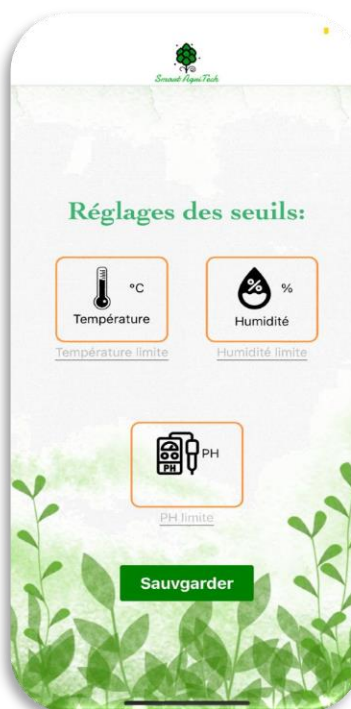 Smart AgriTech
Réglages des seuils:
°C
Température
Température limite
%
%
Humidité
Humidité limite
PH
PH
PH limite
Sauvgarder